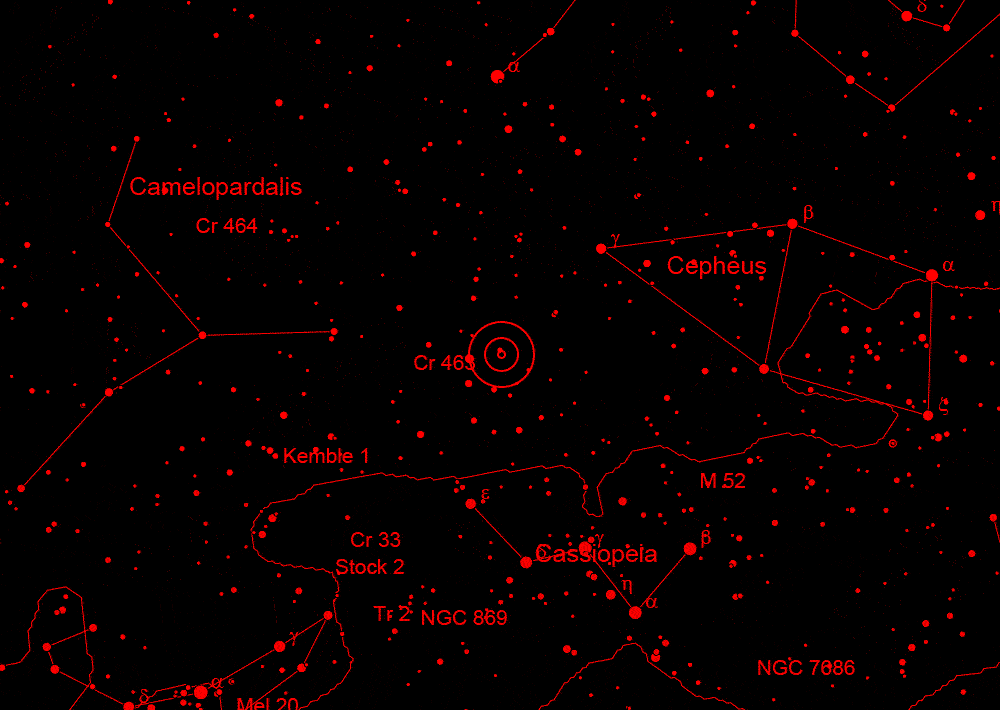 δ
α
Camelopardalis
β
η
Cr 464
γ
Cepheus
α
Cr 463
ξ
Kemble 1
M 52
ε
Cr 33
γ
β
δ Cassiopeia
Stock 2
η
α
Tr 2
NGC 869
γ
NGC 7686
α
δ
Mel 20